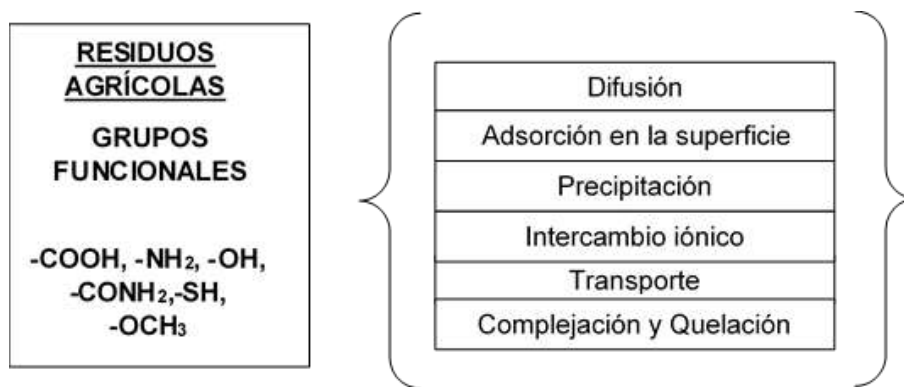 RESIDUOS
AGRÍCOLAS
GRUPOS
FUNCIONALES
-COOH, -NH₂, -OH,
-CONH₂,-SH,
-OCH₃
Difusión
Adsorción en la superficie
Precipitación
Intercambio iónico
Transporte
Complejación y Quelación